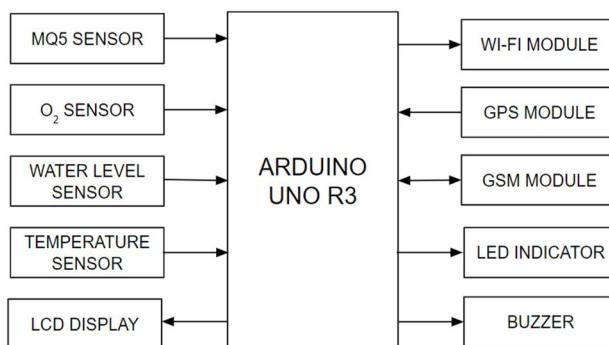 MQ5 SENSOR
O₂ SENSOR
WATER LEVEL
SENSOR
TEMPERATURE
SENSOR
LCD DISPLAY
ARDUINO
UNO R3
WI-FI MODULE
GPS MODULE
GSM MODULE
LED INDICATOR
BUZZER